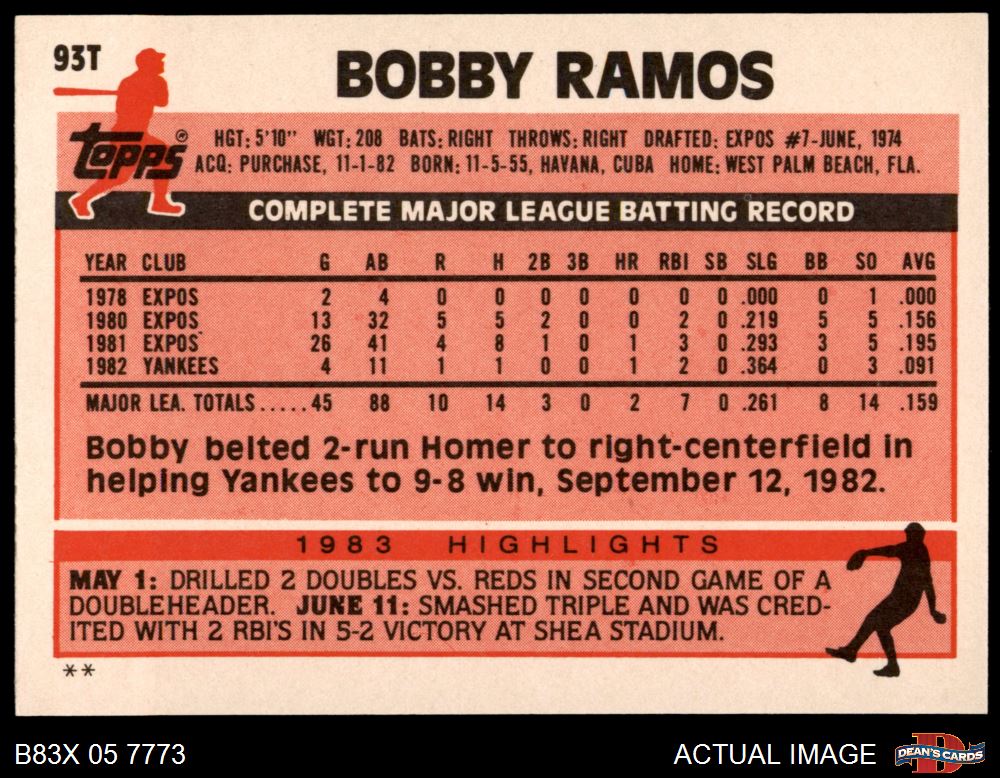 93T
BOBBY RAMOS
topps®
HGT: 5'10" WGT: 208 BATS: RIGHT THROWS: RIGHT DRAFTED: EXPOS #7-JUNE, 1974
ACQ: PURCHASE, 11-1-82 BORN: 11-5-55, HAVANA, CUBA HOME: WEST PALM BEACH, FLA.
COMPLETE MAJOR LEAGUE BATTING RECORD
YEAR CLUB G AB R H 2B 3B HR RBI SB SLG BB SO AVG
1978 EXPOS 2 4 0 0 0 0 0 0 0 .000 0 1 .000
1980 EXPOS 13 32 5 5 2 0 0 2 0 .219 5 5 .156
1981 EXPOS 26 41 4 8 1 0 1 3 0 .293 3 5 .195
1982 YANKEES 4 11 1 1 0 0 1 2 0 .364 0 3 .091
MAJOR LEA. TOTALS.....45 88 10 14 3 0 2 7 0 .261 8 14 .159
Bobby belted 2-run Homer to right-centerfield in
helping Yankees to 9-8 win, September 12, 1982.
1983 HIGHLIGHTS
MAY 1: DRILLED 2 DOUBLES VS. REDS IN SECOND GAME OF A
DOUBLEHEADER. JUNE 11: SMASHED TRIPLE AND WAS CRED-
ITED WITH 2 RBI'S IN 5-2 VICTORY AT SHEA STADIUM.
**
B83X 05 7773
ACTUAL IMAGE
DEAN'S CARDS